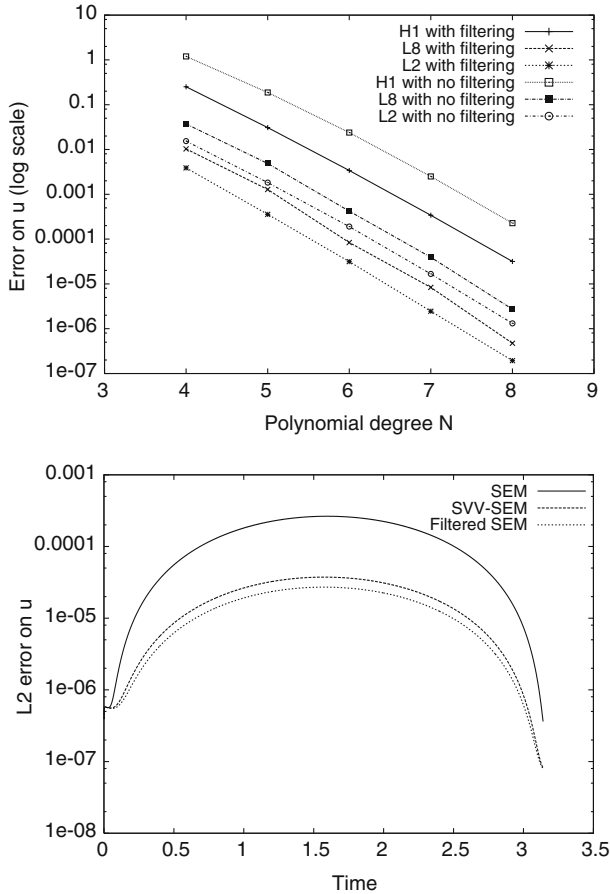 10
1
0.1
0.01
0.001
0.0001
1e-05
1e-06
1e-07
Error on u (log scale)
H1 with filtering
L8 with filtering
L2 with filtering
H1 with no filtering
L8 with no filtering
L2 with no filtering
3 4 5 6 7 8 9
Polynomial degree N
0.001
0.0001
1e-05
1e-06
1e-07
1e-08
L2 error on u
SEM
SVV-SEM
Filtered SEM
0 0.5 1 1.5 2 2.5 3 3.5
Time